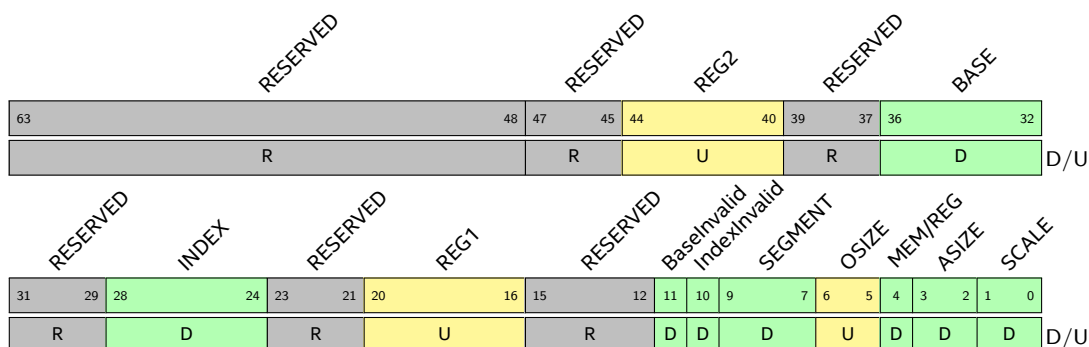 RESERVED RESERVED REG2 RESERVED BASE
63 48 47 45 44 40 39 37 36 32
R R U R D D/U
RESERVED INDEX RESERVED REG1 RESERVED BaseInvalid IndexInvalid SEGMENT OSIZE MEM/REG ASIZE SCALE
31 29 28 24 23 21 20 16 15 12 11 10 9 7 6 5 4 3 2 1 0
R D R U R D D D U D D D D/U